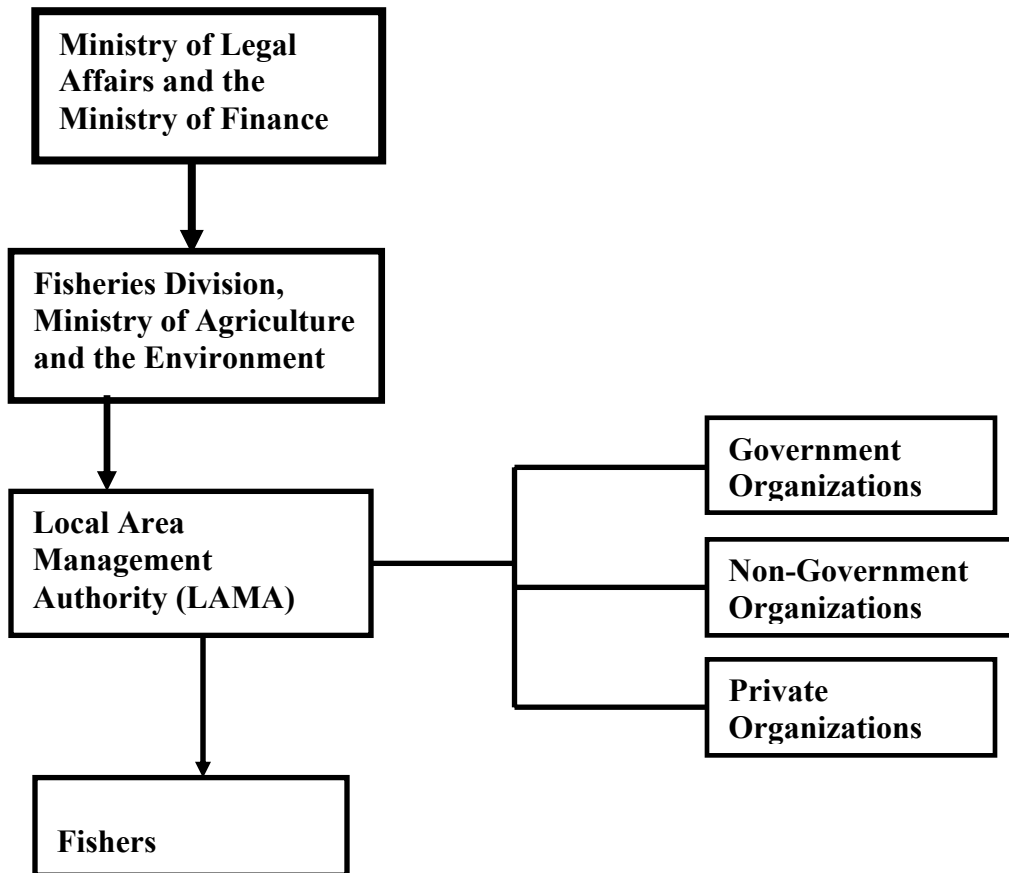 Ministry of Legal
Affairs and the
Ministry of Finance
Fisheries Division,
Ministry of Agriculture
and the Environment
Local Area
Management
Authority (LAMA)
Government
Organizations
Non-Government
Organizations
Private
Organizations
Fishers